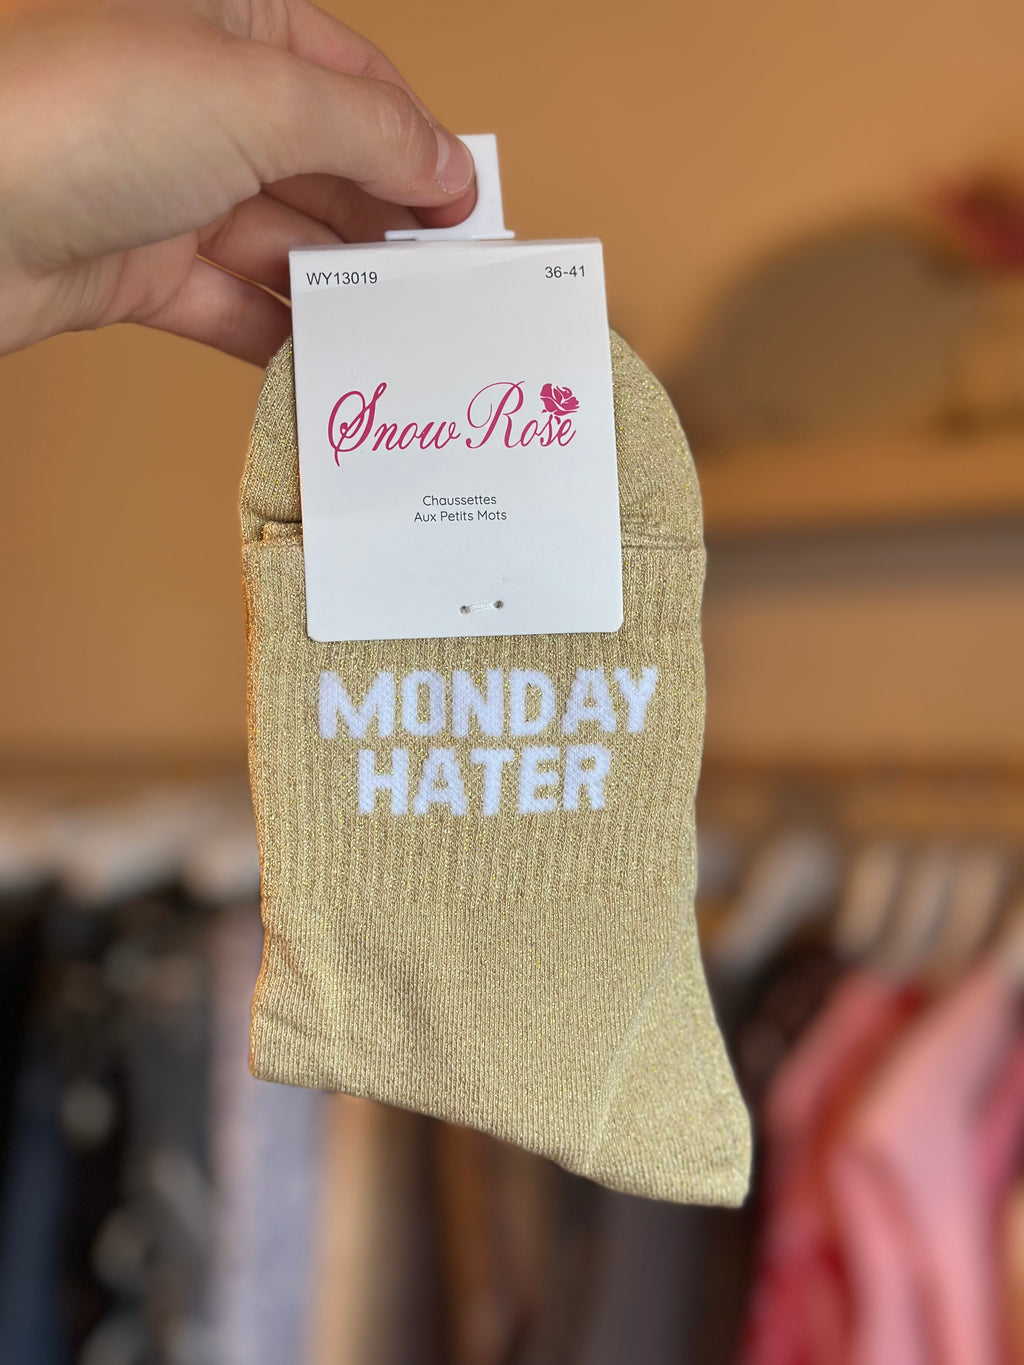 WY13019 36-41
Snow Rose
Chaussettes
Aux Petits Mots
MONDAY
HATER